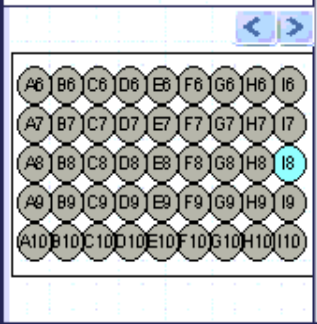 < >
A6 B6 C6 D6 E6 F6 G6 H6 I6
A7 B7 C7 D7 E7 F7 G7 H7 I7
A8 B8 C8 D8 E8 F8 G8 H8 I8
A9 B9 C9 D9 E9 F9 G9 H9 I9
A10 B10 C10 D10 E10 F10 G10 H10 I10